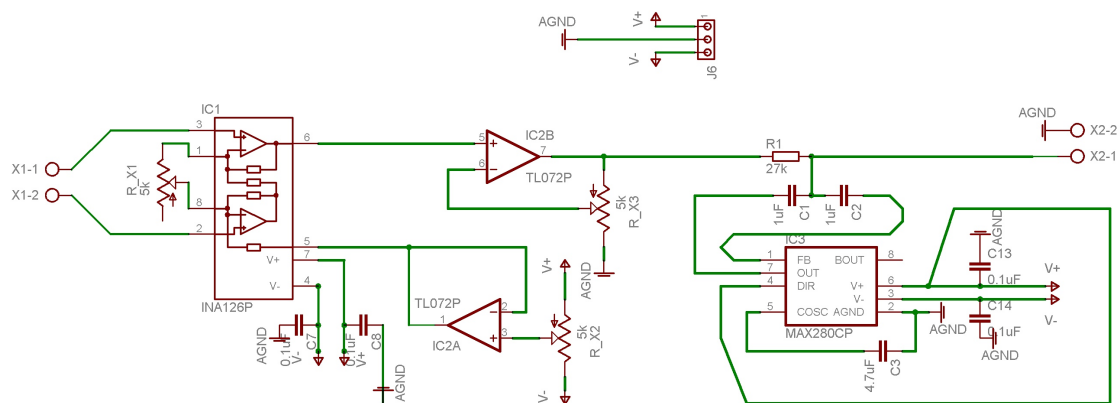 AGND
V+
V-
1
J6
IC1
3
1
8
2
6
5
7
4
V+
V-
INA126P
X1-1
X1-2
R_X1
5k
IC2B
5
6
7
TL072P
5k
R_X3
AGND
R1
27k
AGND
X2-2
X2-1
1uF
C1
1uF
C2
IC3
1
7
4
5
FB
OUT
DIR
COSC
BOUT
V+
V-
AGND
8
6
3
2
MAX280CP
AGND
C13
0.1uF
V+
V-
C14
0.1uF
AGND
AGND
4.7uF
C3
TL072P
1
2
3
IC2A
V+
5k
R_X2
V-
AGND
0.1uF
C7
V-
0.1uF
V+
C8
AGND